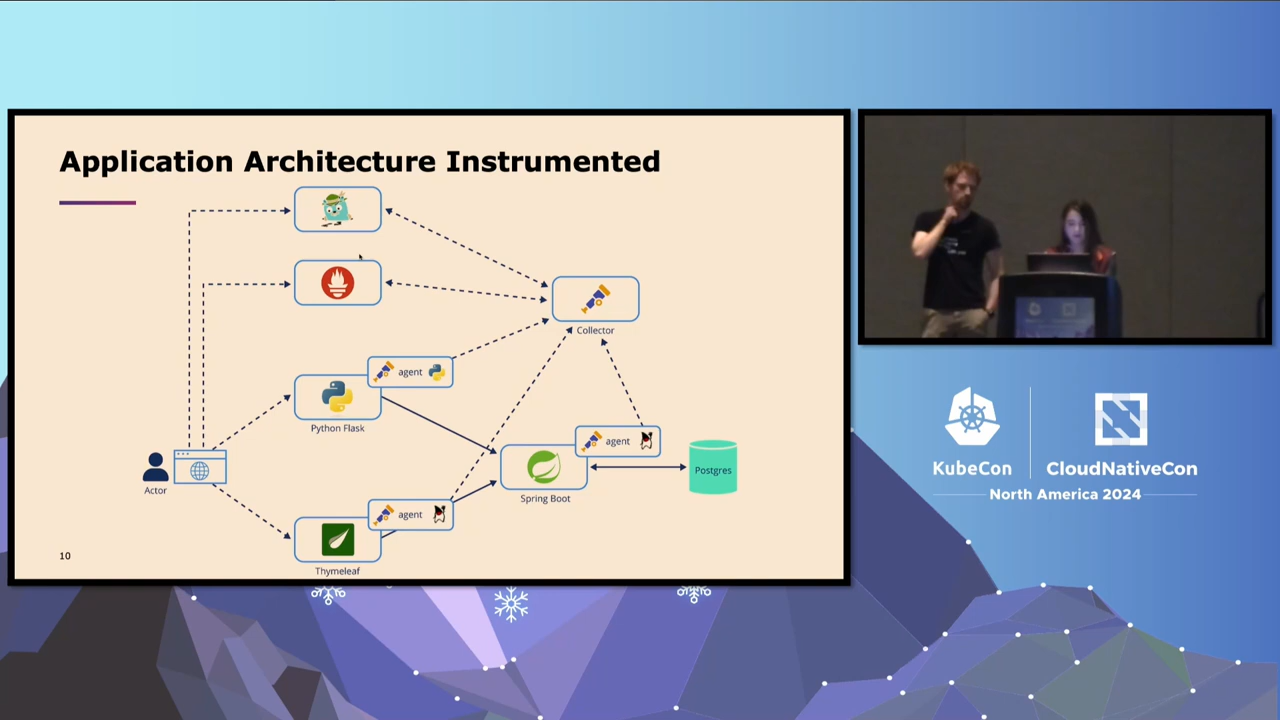 Application Architecture Instrumented
Collector
agent
Python Flask
agent
Postgres
Actor
Spring Boot
agent
10
Thymeleaf
KubeCon
CloudNativeCon
North America 2024